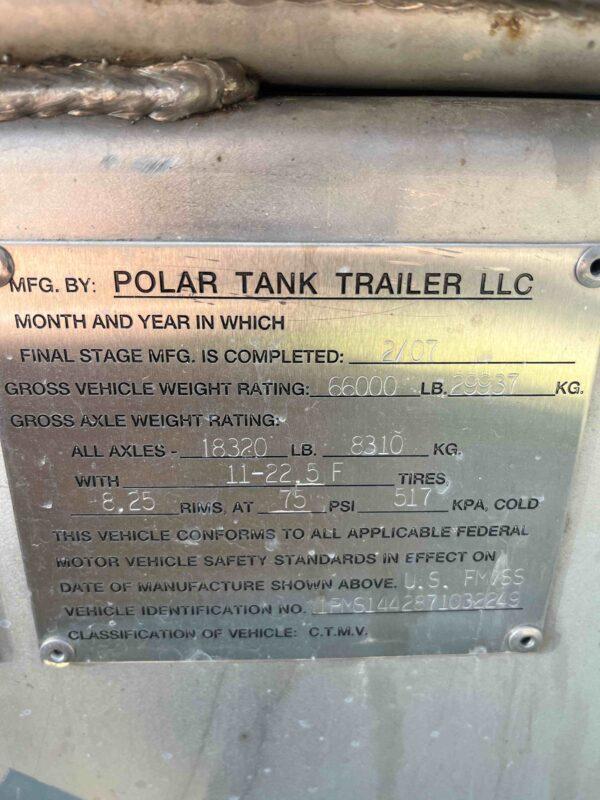 MFG. BY: POLAR TANK TRAILER LLC
MONTH AND YEAR IN WHICH
FINAL STAGE MFG. IS COMPLETED: 2/07
GROSS VEHICLE WEIGHT RATING: 66000 LB. 29937 KG.
GROSS AXLE WEIGHT RATING:
ALL AXLES - 18320 LB. 8310 KG.
WITH 11-22.5 F TIRES
8.25 RIMS, AT 75 PSI 517 KPA, COLD
THIS VEHICLE CONFORMS TO ALL APPLICABLE FEDERAL
MOTOR VEHICLE SAFETY STANDARDS IN EFFECT ON
DATE OF MANUFACTURE SHOWN ABOVE. U.S. FMVSS
VEHICLE IDENTIFICATION NO. 1PMS1442871032249
CLASSIFICATION OF VEHICLE: C.T.M.V.